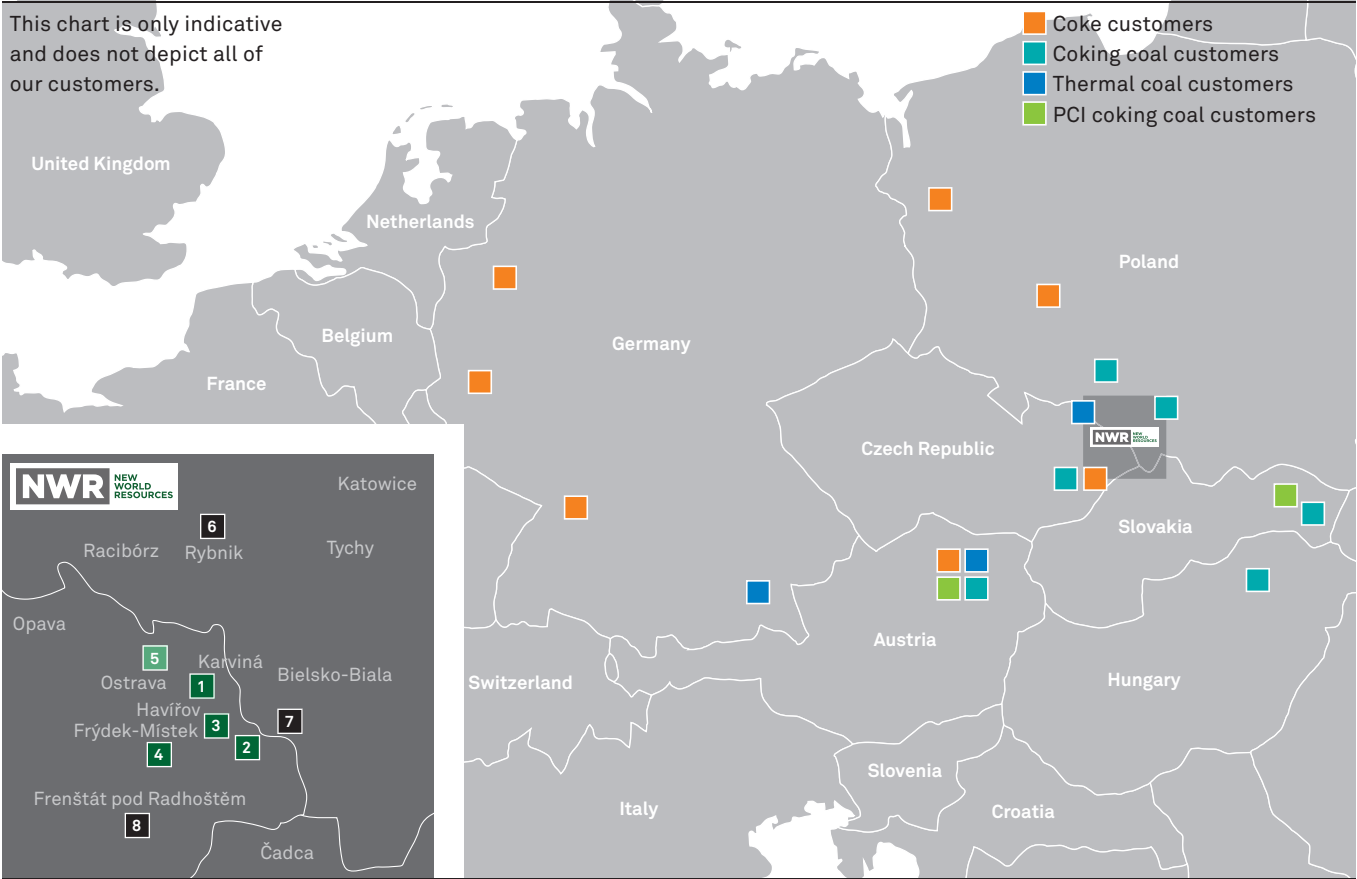 This chart is only indicative
and does not depict all of
our customers.
Coke customers
Coking coal customers
Thermal coal customers
PCI coking coal customers
United Kingdom
Netherlands
Poland
Belgium
Germany
France
Czech Republic
NWR NEW
WORLD
RESOURCES
Slovakia
Austria
Switzerland
Hungary
Slovenia
Italy
Croatia
NWR NEW
WORLD
RESOURCES
Katowice
6
Racibórz
Rybnik
Tychy
Opava
5
Karviná
Ostrava
1
Bielsko-Biala
Havířov
3
7
Frýdek-Místek
4
2
Frenštát pod Radhoštěm
8
Čadca